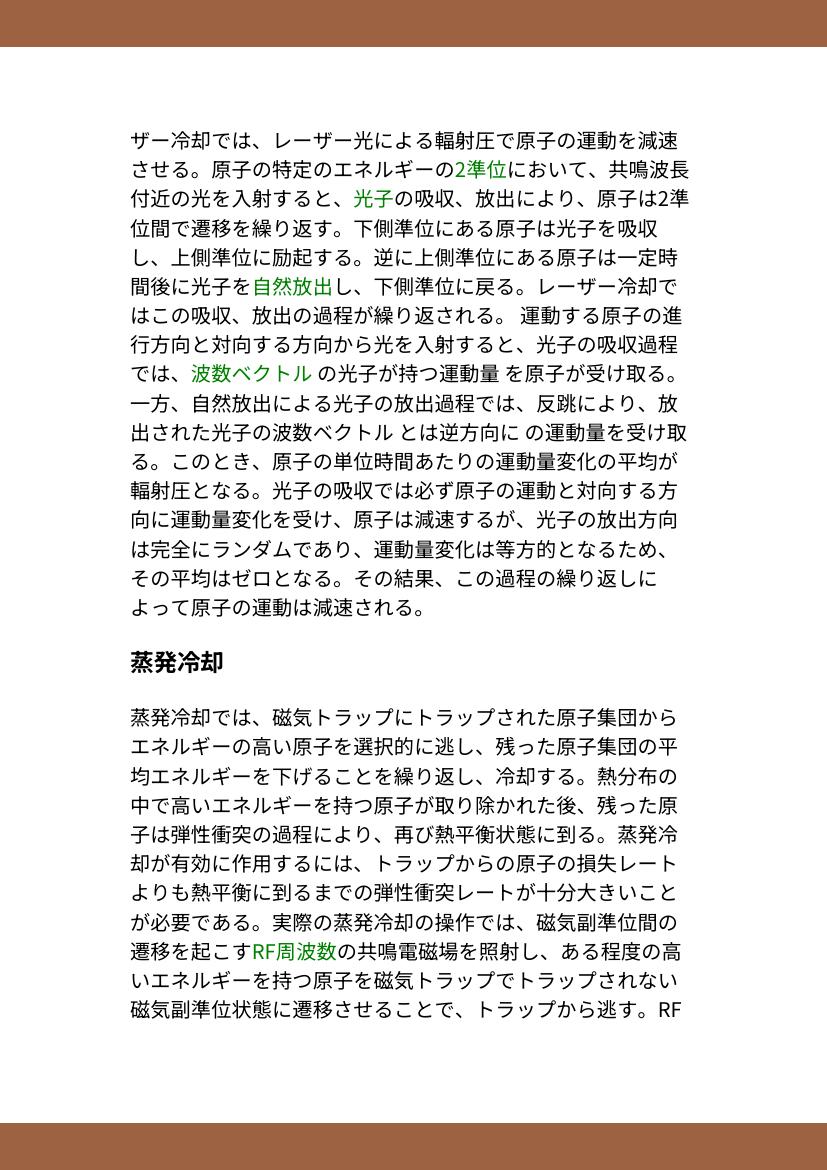 ザー冷却では、レーザー光による輻射圧で原子の運動を減速
させる。原子の特定のエネルギーの2準位において、共鳴波長
付近の光を入射すると、光子の吸収、放出により、原子は2準
位間で遷移を繰り返す。下側準位にある原子は光子を吸収
し、上側準位に励起する。逆に上側準位にある原子は一定時
間後に光子を自然放出し、下側準位に戻る。レーザー冷却で
はこの吸収、放出の過程が繰り返される。 運動する原子の進
行方向と対向する方向から光を入射すると、光子の吸収過程
では、波数ベクトル の光子が持つ運動量 を原子が受け取る。
一方、自然放出による光子の放出過程では、反跳により、放
出された光子の波数ベクトル とは逆方向に の運動量を受け取
る。このとき、原子の単位時間あたりの運動量変化の平均が
輻射圧となる。光子の吸収では必ず原子の運動と対向する方
向に運動量変化を受け、原子は減速するが、光子の放出方向
は完全にランダムであり、運動量変化は等方的となるため、
その平均はゼロとなる。その結果、この過程の繰り返しに
よって原子の運動は減速される。
蒸発冷却
蒸発冷却では、磁気トラップにトラップされた原子集団から
エネルギーの高い原子を選択的に逃し、残った原子集団の平
均エネルギーを下げることを繰り返し、冷却する。熱分布の
中で高いエネルギーを持つ原子が取り除かれた後、残った原
子は弾性衝突の過程により、再び熱平衡状態に到る。蒸発冷
却が有効に作用するには、トラップからの原子の損失レート
よりも熱平衡に到るまでの弾性衝突レートが十分大きいこと
が必要である。実際の蒸発冷却の操作では、磁気副準位間の
遷移を起こすRF周波数の共鳴電磁場を照射し、ある程度の高
いエネルギーを持つ原子を磁気トラップでトラップされない
磁気副準位状態に遷移させることで、トラップから逃す。RF